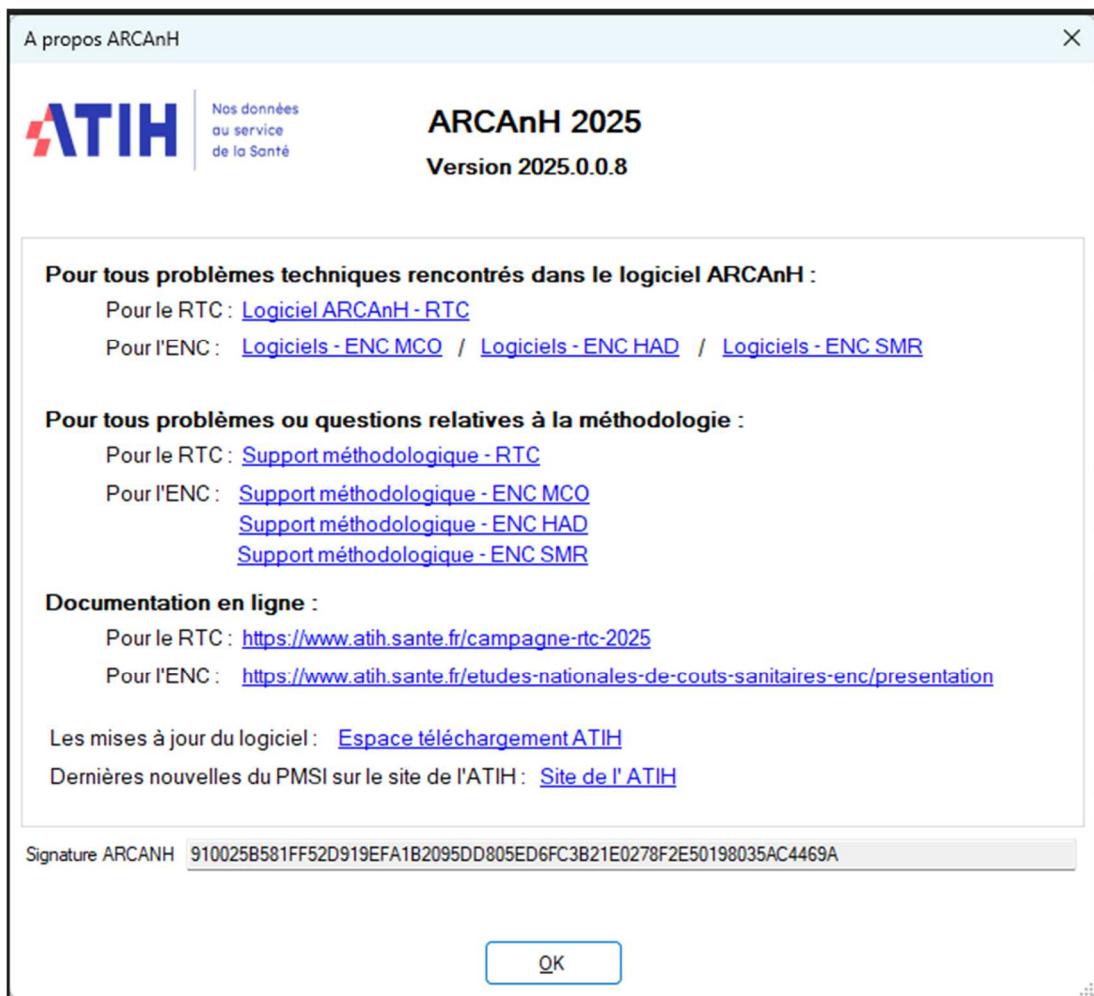 A propos ARCAnH
ATIH
Nos données
au service
de la Santé
ARCAnH 2025
Version 2025.0.0.8
Pour tous problèmes techniques rencontrés dans le logiciel ARCAnH :
Pour le RTC : Logiciel ARCAnH - RTC
Pour l'ENC : Logiciels - ENC MCO / Logiciels - ENC HAD / Logiciels - ENC SMR
Pour tous problèmes ou questions relatives à la méthodologie :
Pour le RTC : Support méthodologique - RTC
Pour l'ENC : Support méthodologique - ENC MCO
Support méthodologique - ENC HAD
Support méthodologique - ENC SMR
Documentation en ligne :
Pour le RTC : https://www.atih.sante.fr/campagne-rtc-2025
Pour l'ENC : https://www.atih.sante.fr/etudes-nationales-de-couts-sanitaires-enc/presentation
Les mises à jour du logiciel : Espace téléchargement ATIH
Dernières nouvelles du PMSI sur le site de l'ATIH : Site de l' ATIH
Signature ARCANH 910025B581FF52D919EFA1B2095DD805ED6FC3B21E0278F2E50198035AC4469A
OK